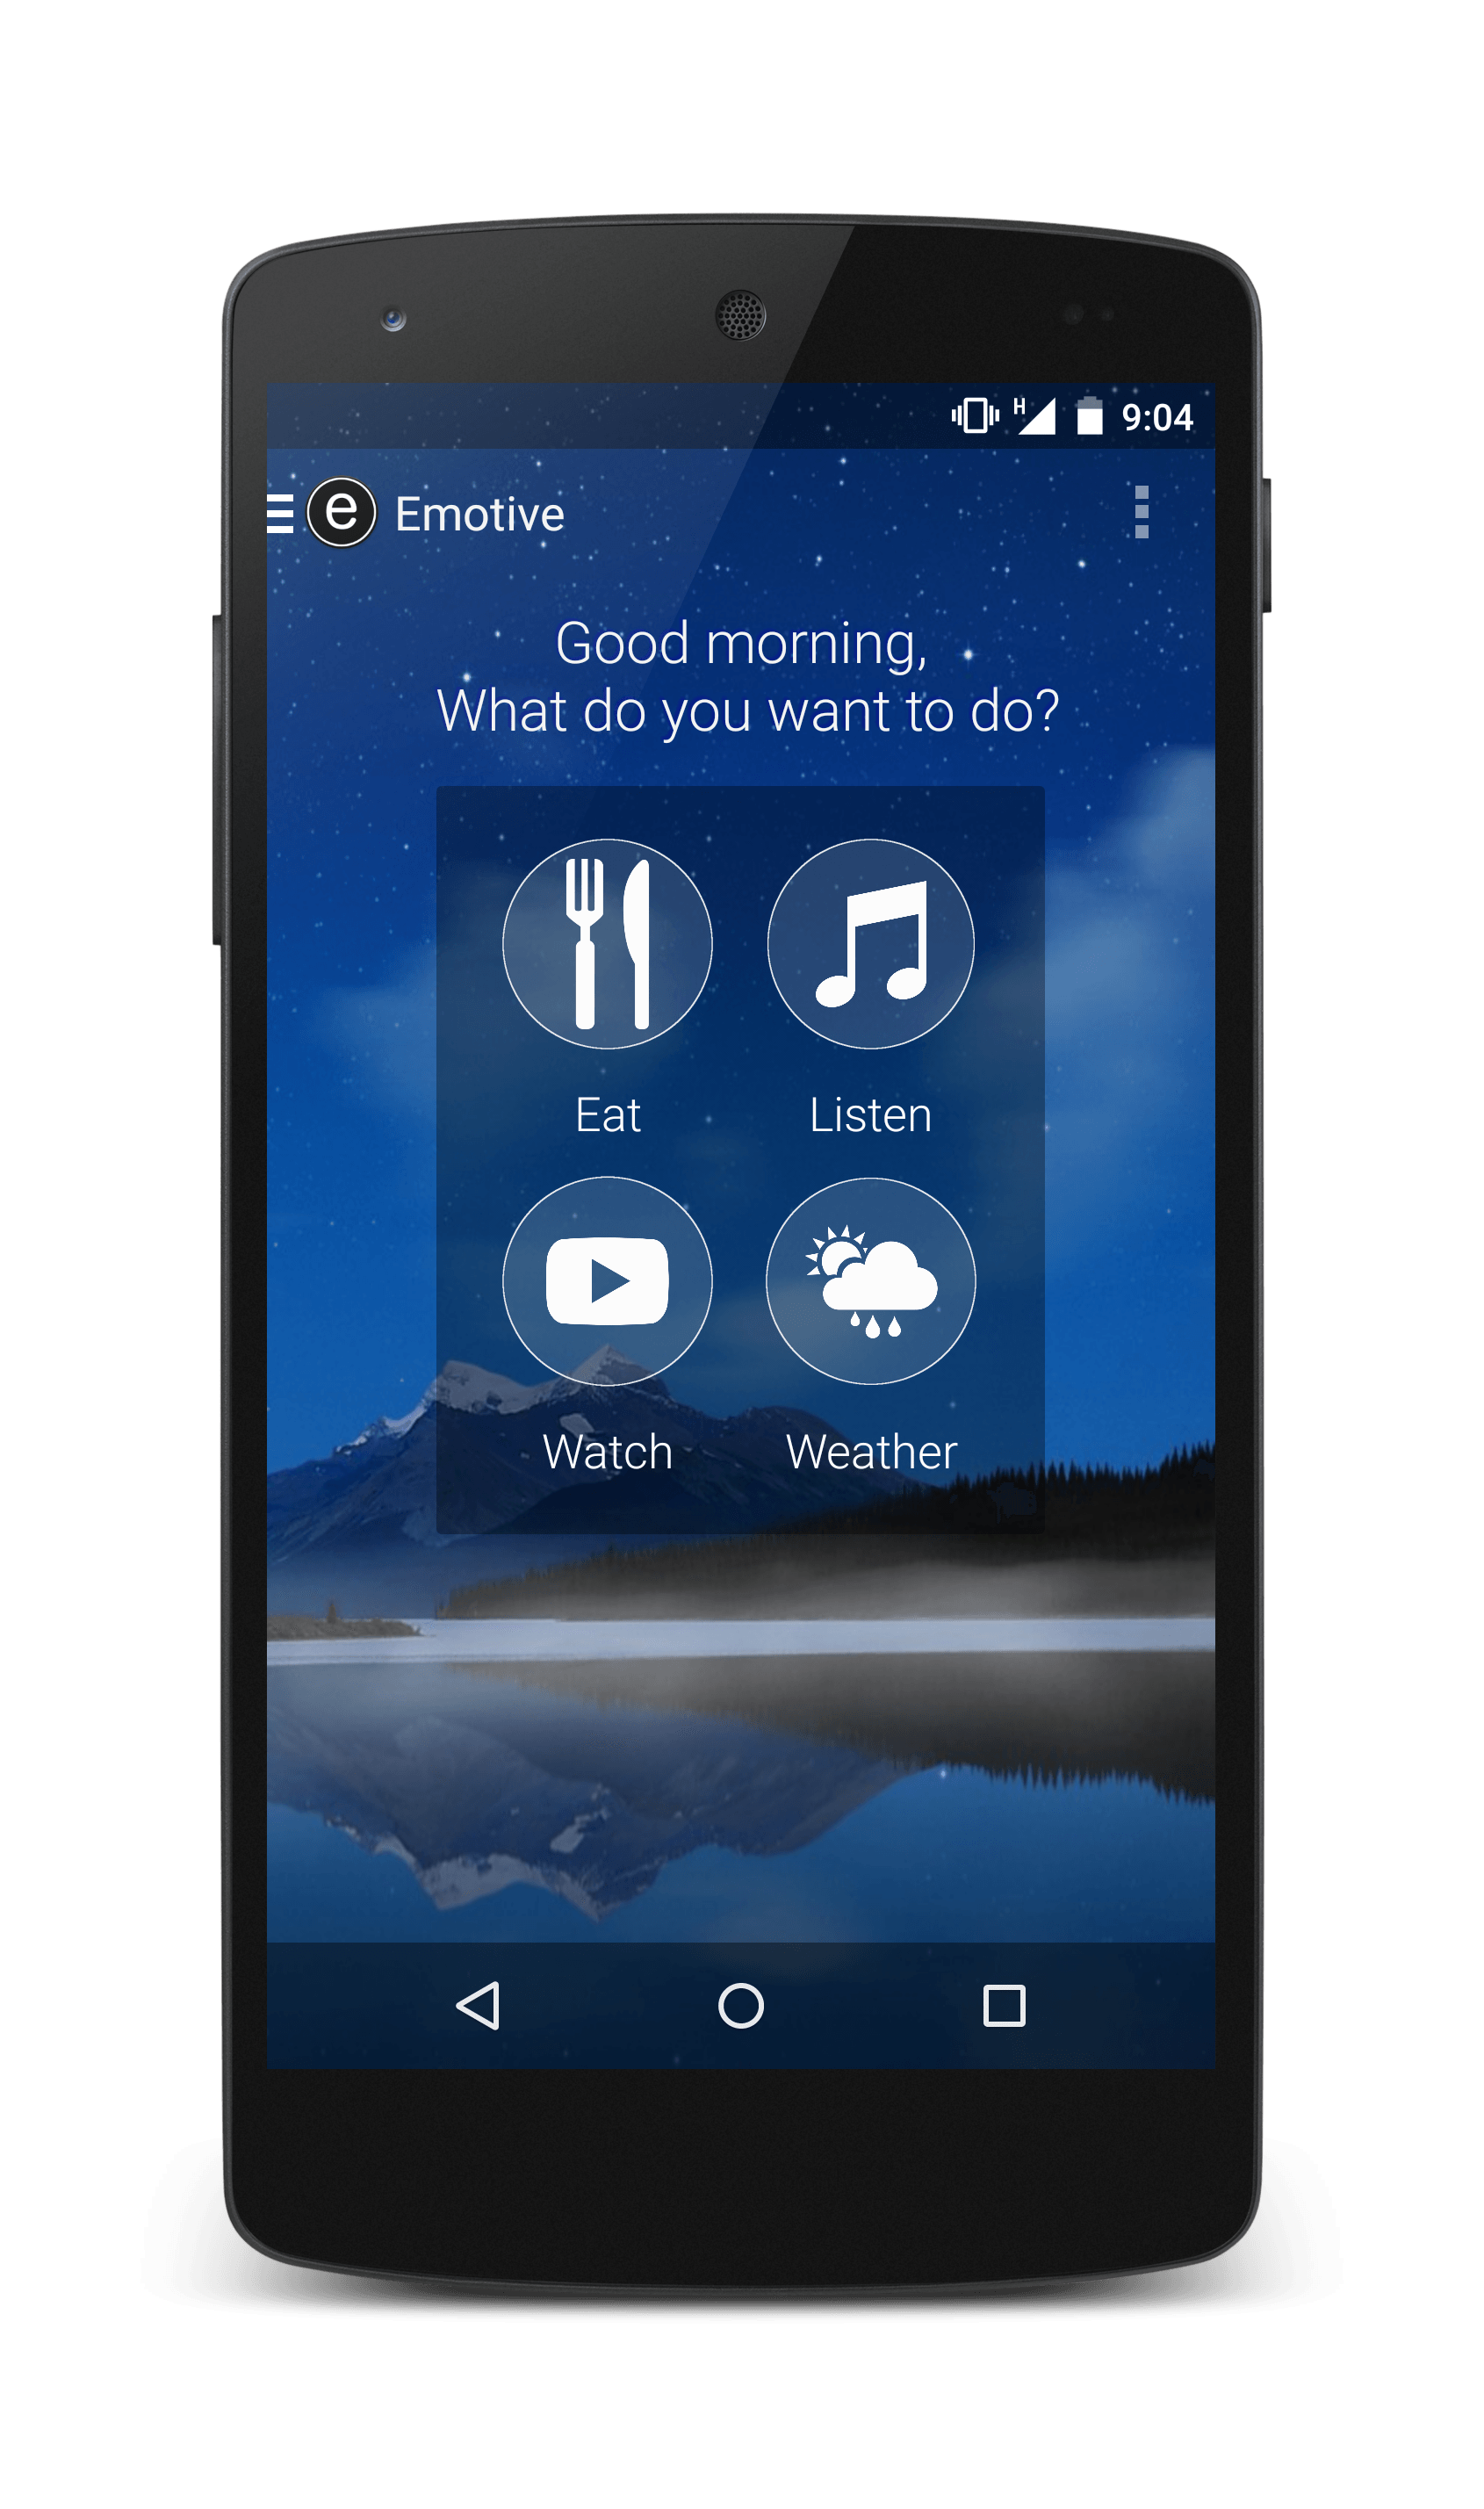 H 9:04
e Emotive
Good morning,
What do you want to do?
Eat Listen
Watch Weather